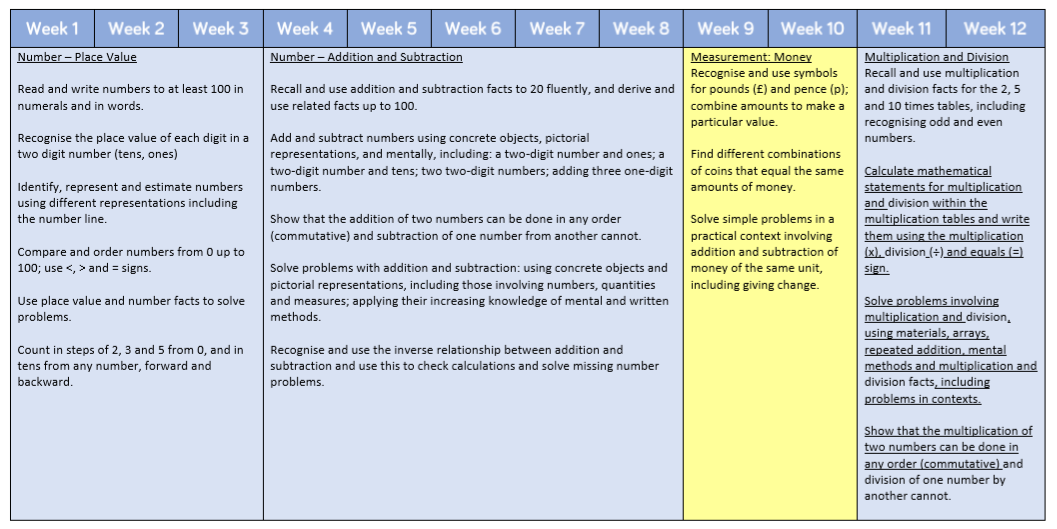 Week 1 Week 2 Week 3 Week 4 Week 5 Week 6 Week 7 Week 8 Week 9 Week 10 Week 11 Week 12
Number – Place Value
Read and write numbers to at least 100 in
numerals and in words.
Recognise the place value of each digit in a
two digit number (tens, ones)
Identify, represent and estimate numbers
using different representations including
the number line.
Compare and order numbers from 0 up to
100; use <, > and = signs.
Use place value and number facts to solve
problems.
Count in steps of 2, 3 and 5 from 0, and in
tens from any number, forward and
backward.
Number – Addition and Subtraction
Recall and use addition and subtraction facts to 20 fluently, and derive and
use related facts up to 100.
Add and subtract numbers using concrete objects, pictorial
representations, and mentally, including: a two-digit number and ones; a
two-digit number and tens; two two-digit numbers; adding three one-digit
numbers.
Show that the addition of two numbers can be done in any order
(commutative) and subtraction of one number from another cannot.
Solve problems with addition and subtraction: using concrete objects and
pictorial representations, including those involving numbers, quantities
and measures; applying their increasing knowledge of mental and written
methods.
Recognise and use the inverse relationship between addition and
subtraction and use this to check calculations and solve missing number
problems.
Measurement: Money
Recognise and use symbols
for pounds (£) and pence (p);
combine amounts to make a
particular value.
Find different combinations
of coins that equal the same
amounts of money.
Solve simple problems in a
practical context involving
addition and subtraction of
money of the same unit,
including giving change.
Multiplication and Division
Recall and use multiplication
and division facts for the 2, 5
and 10 times tables, including
recognising odd and even
numbers.
Calculate mathematical
statements for multiplication
and division within the
multiplication tables and write
them using the multiplication
(x), division (÷) and equals (=)
sign.
Solve problems involving
multiplication and division,
using materials, arrays,
repeated addition, mental
methods and multiplication and
division facts, including
problems in contexts.
Show that the multiplication of
two numbers can be done in
any order (commutative) and
division of one number by
another cannot.